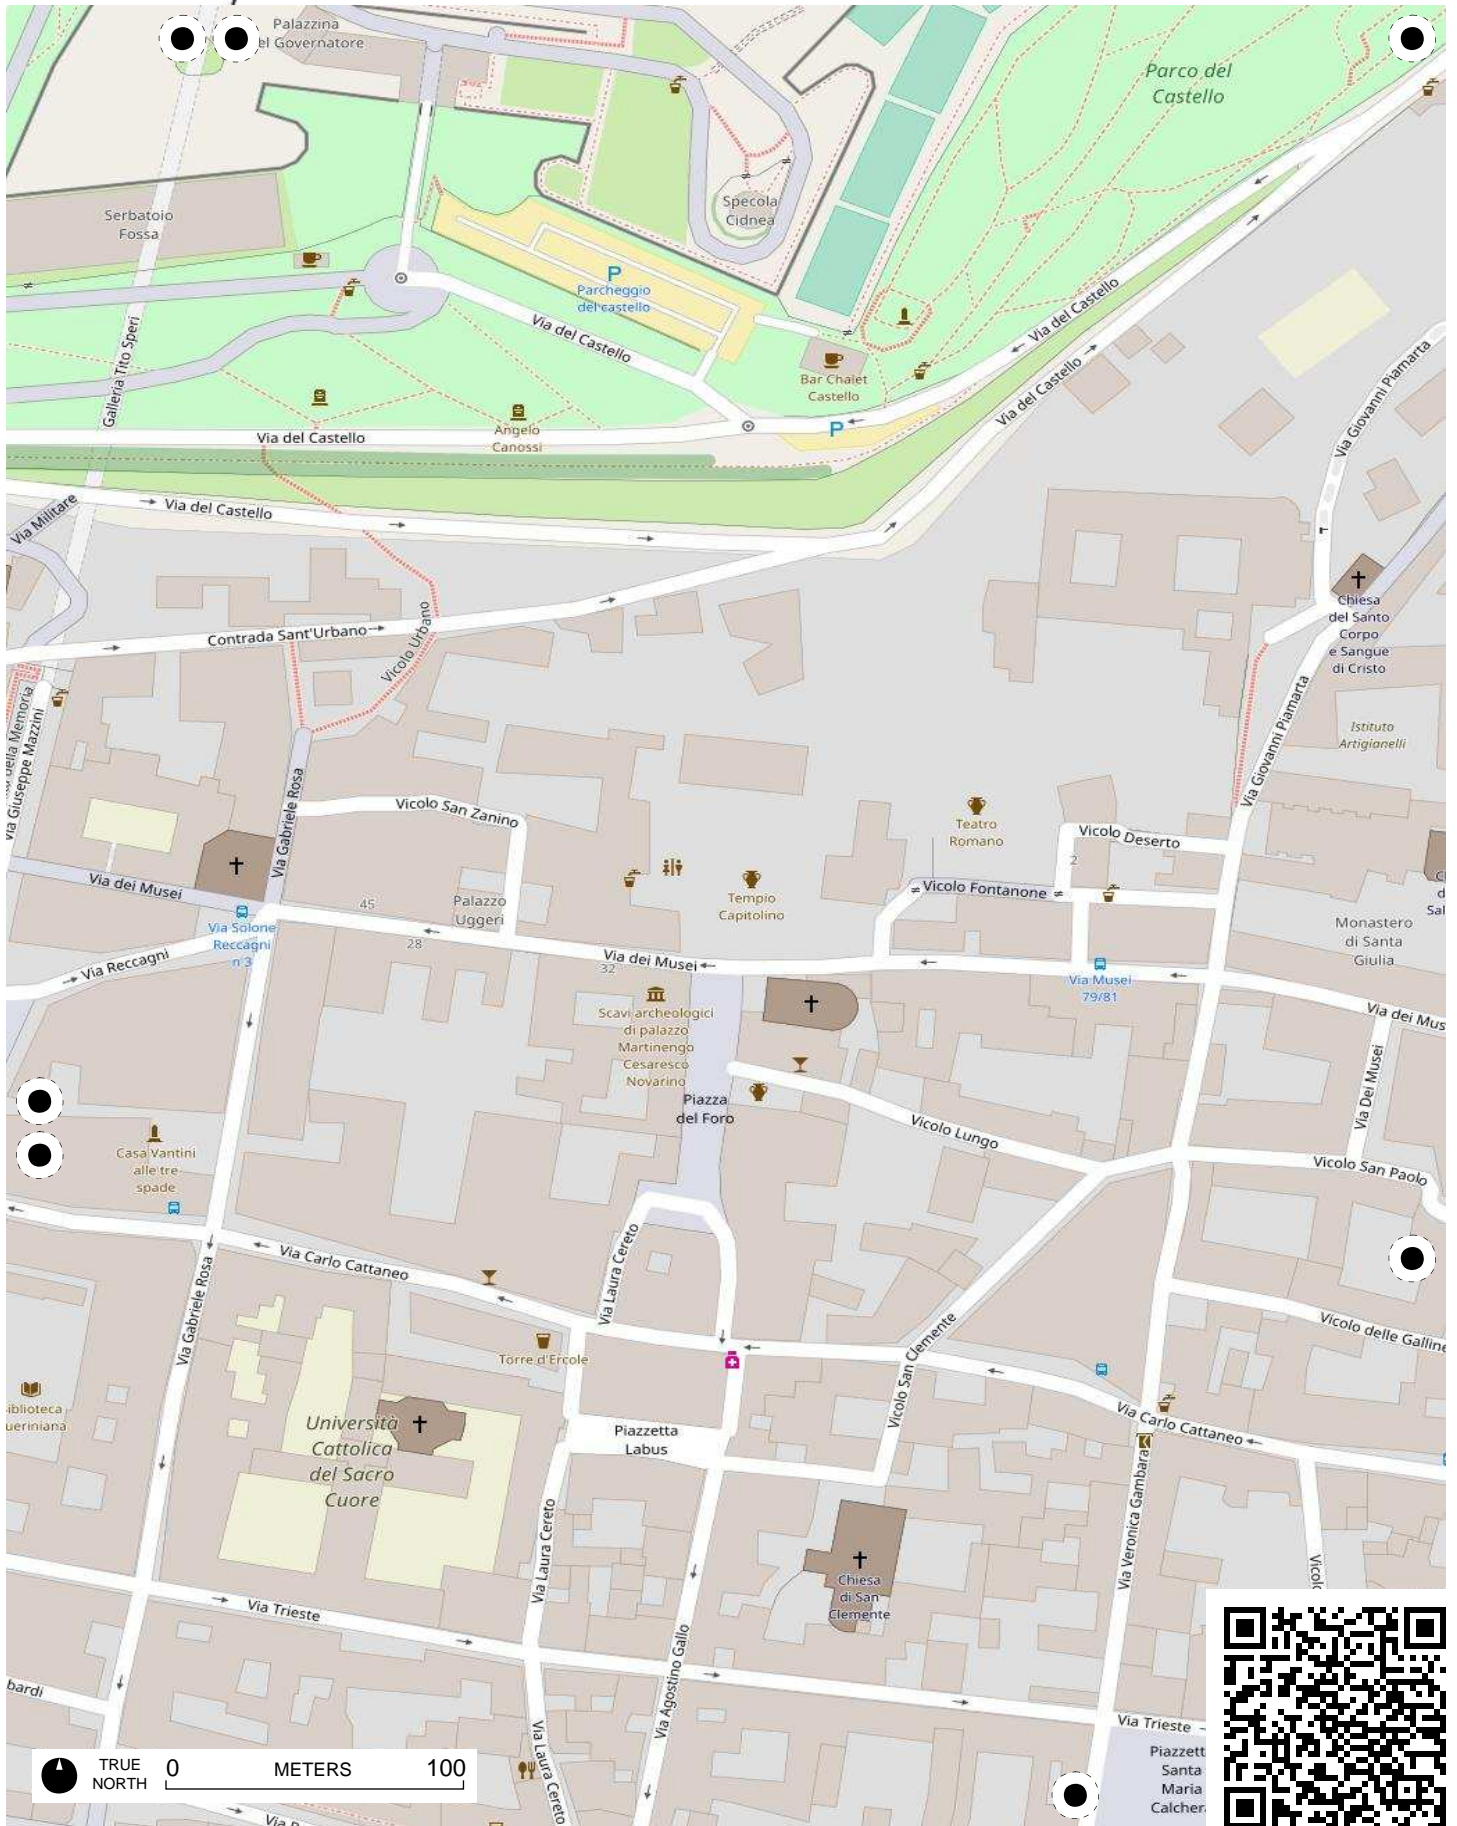 Palazzina
el Governatore
Parco del
Castello
Serbatoio
Fossa
Specola
Cidnea
P
Parcheggio
del castello
Via del Castello
Via del Castello
Via del Castello
Galleria Tito Speri
Bar Chalet
Castello
Via Giovanni Piamarta
Via del Castello
Angelo
Canossi
P
Via del Castello
Via Militare
Chiesa
del Santo
Corpo
e Sangue
di Cristo
Contrada Sant'Urbano
Vicolo Urbano
della Memoria
Via Giuseppe Mazzini
Via Giovanni Piamarta
Istituto
Artigianelli
Via Gabriele Rosa
Vicolo San Zanino
Teatro
Romano
Vicolo Deserto
2
Via dei Musei
45
Palazzo
Uggeri
Tempio
Capitolino
Vicolo Fontanone
Sal
Via Solone
Reccagni
n 3
28
Monastero
di Santa
Giulia
Via Reccagni
Via dei Musei
32
Via Musei
79/81
Scavi archeologici
di palazzo
Martinengo
Cesaresco
Novarino
Via dei Mus
Via Dei Musei
Piazza
del Foro
Vicolo Lungo
Casa Vantini
alle tre
spade
Vicolo San Paolo
Via Carlo Cattaneo
Via Laura Cereto
Via Gabriele Rosa
Vicolo delle Galline
Torre d'Ercole
Vicolo San Clemente
iblioteca
ueriniana
Università
Cattolica
del Sacro
Cuore
Piazzetta
Labus
Via Carlo Cattaneo
Via Laura Cereto
Via Veronica Gambara
Chiesa
di San
Clemente
Vicolo
Via Trieste
Via Agostino Gallo
bardi
Via Trieste
Via Laura Cereto
Piazzett
Santa
Maria
Calcher
TRUE
NORTH
0 METERS 100